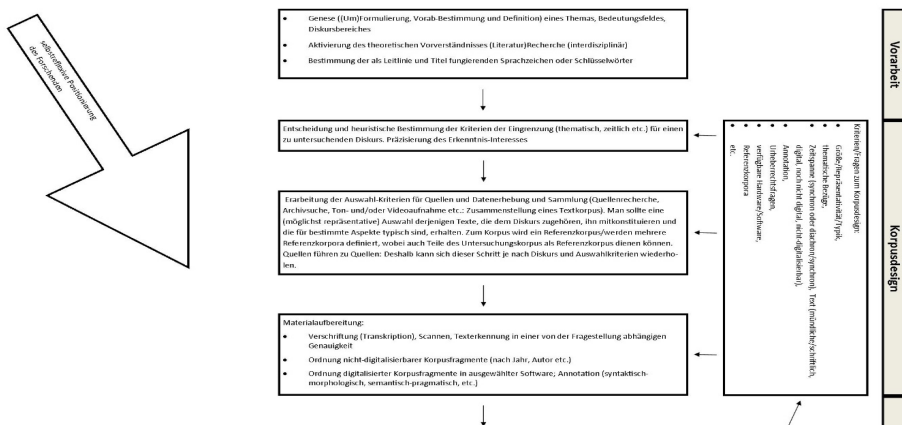 selbstreflexive Positionierung
des Forschenden
• Genese ((Um)Formulierung, Vorab-Bestimmung und Definition) eines Themas, Bedeutungsfeldes,
Diskursbereiches
• Aktivierung des theoretischen Vorverständnisses (Literatur)Recherche (interdisziplinär)
• Bestimmung der als Leitlinie und Titel fungierenden Sprachzeichen oder Schlüsselwörter
Vorarbeit
Entscheidung und heuristische Bestimmung der Kriterien der Eingrenzung (thematisch, zeitlich etc.) für einen
zu untersuchenden Diskurs. Präzisierung des Erkenntnis-Interesses
Erarbeitung der Auswahl-Kriterien für Quellen und Datenerhebung und Sammlung (Quellenrecherche,
Archivsuche, Ton- und/oder Videoaufnahme etc.: Zusammenstellung eines Textkorpus). Man sollte eine
(möglichst repräsentative) Auswahl derjenigen Texte, die dem Diskurs zugehören, ihn mitkonstituieren und
die für bestimmte Aspekte typisch sind, erhalten. Zum Korpus wird ein Referenzkorpus/werden mehrere
Referenzkorpora definiert, wobei auch Teile des Untersuchungskorpus als Referenzkorpus dienen können.
Quellen führen zu Quellen: Deshalb kann sich dieser Schritt je nach Diskurs und Auswahlkriterien wiederho-
len.
Materialaufbereitung:
• Verschriftung (Transkription), Scannen, Texterkennung in einer von der Fragestellung abhängigen
Genauigkeit
• Ordnung nicht-digitalisierbarer Korpusfragmente (nach Jahr, Autor etc.)
• Ordnung digitalisierter Korpusfragmente in ausgewählter Software; Annotation (syntaktisch-
morphologisch, semantisch-pragmatisch, etc.)
Kriterien/Fragen zum Korpusdesign:
• Größe/Repräsentativität/Typik,
• thematische Bezüge,
• Zeitspanne (synchron oder diachron/synchron), Text (mündliche/schriftlich,
digital, noch nicht digital, nicht-digitalisierbar),
• Annotation,
• Urheberrechtsfragen,
• verfügbare Hardware/Software,
• Referenzkorpora
etc.
Korpusdesign